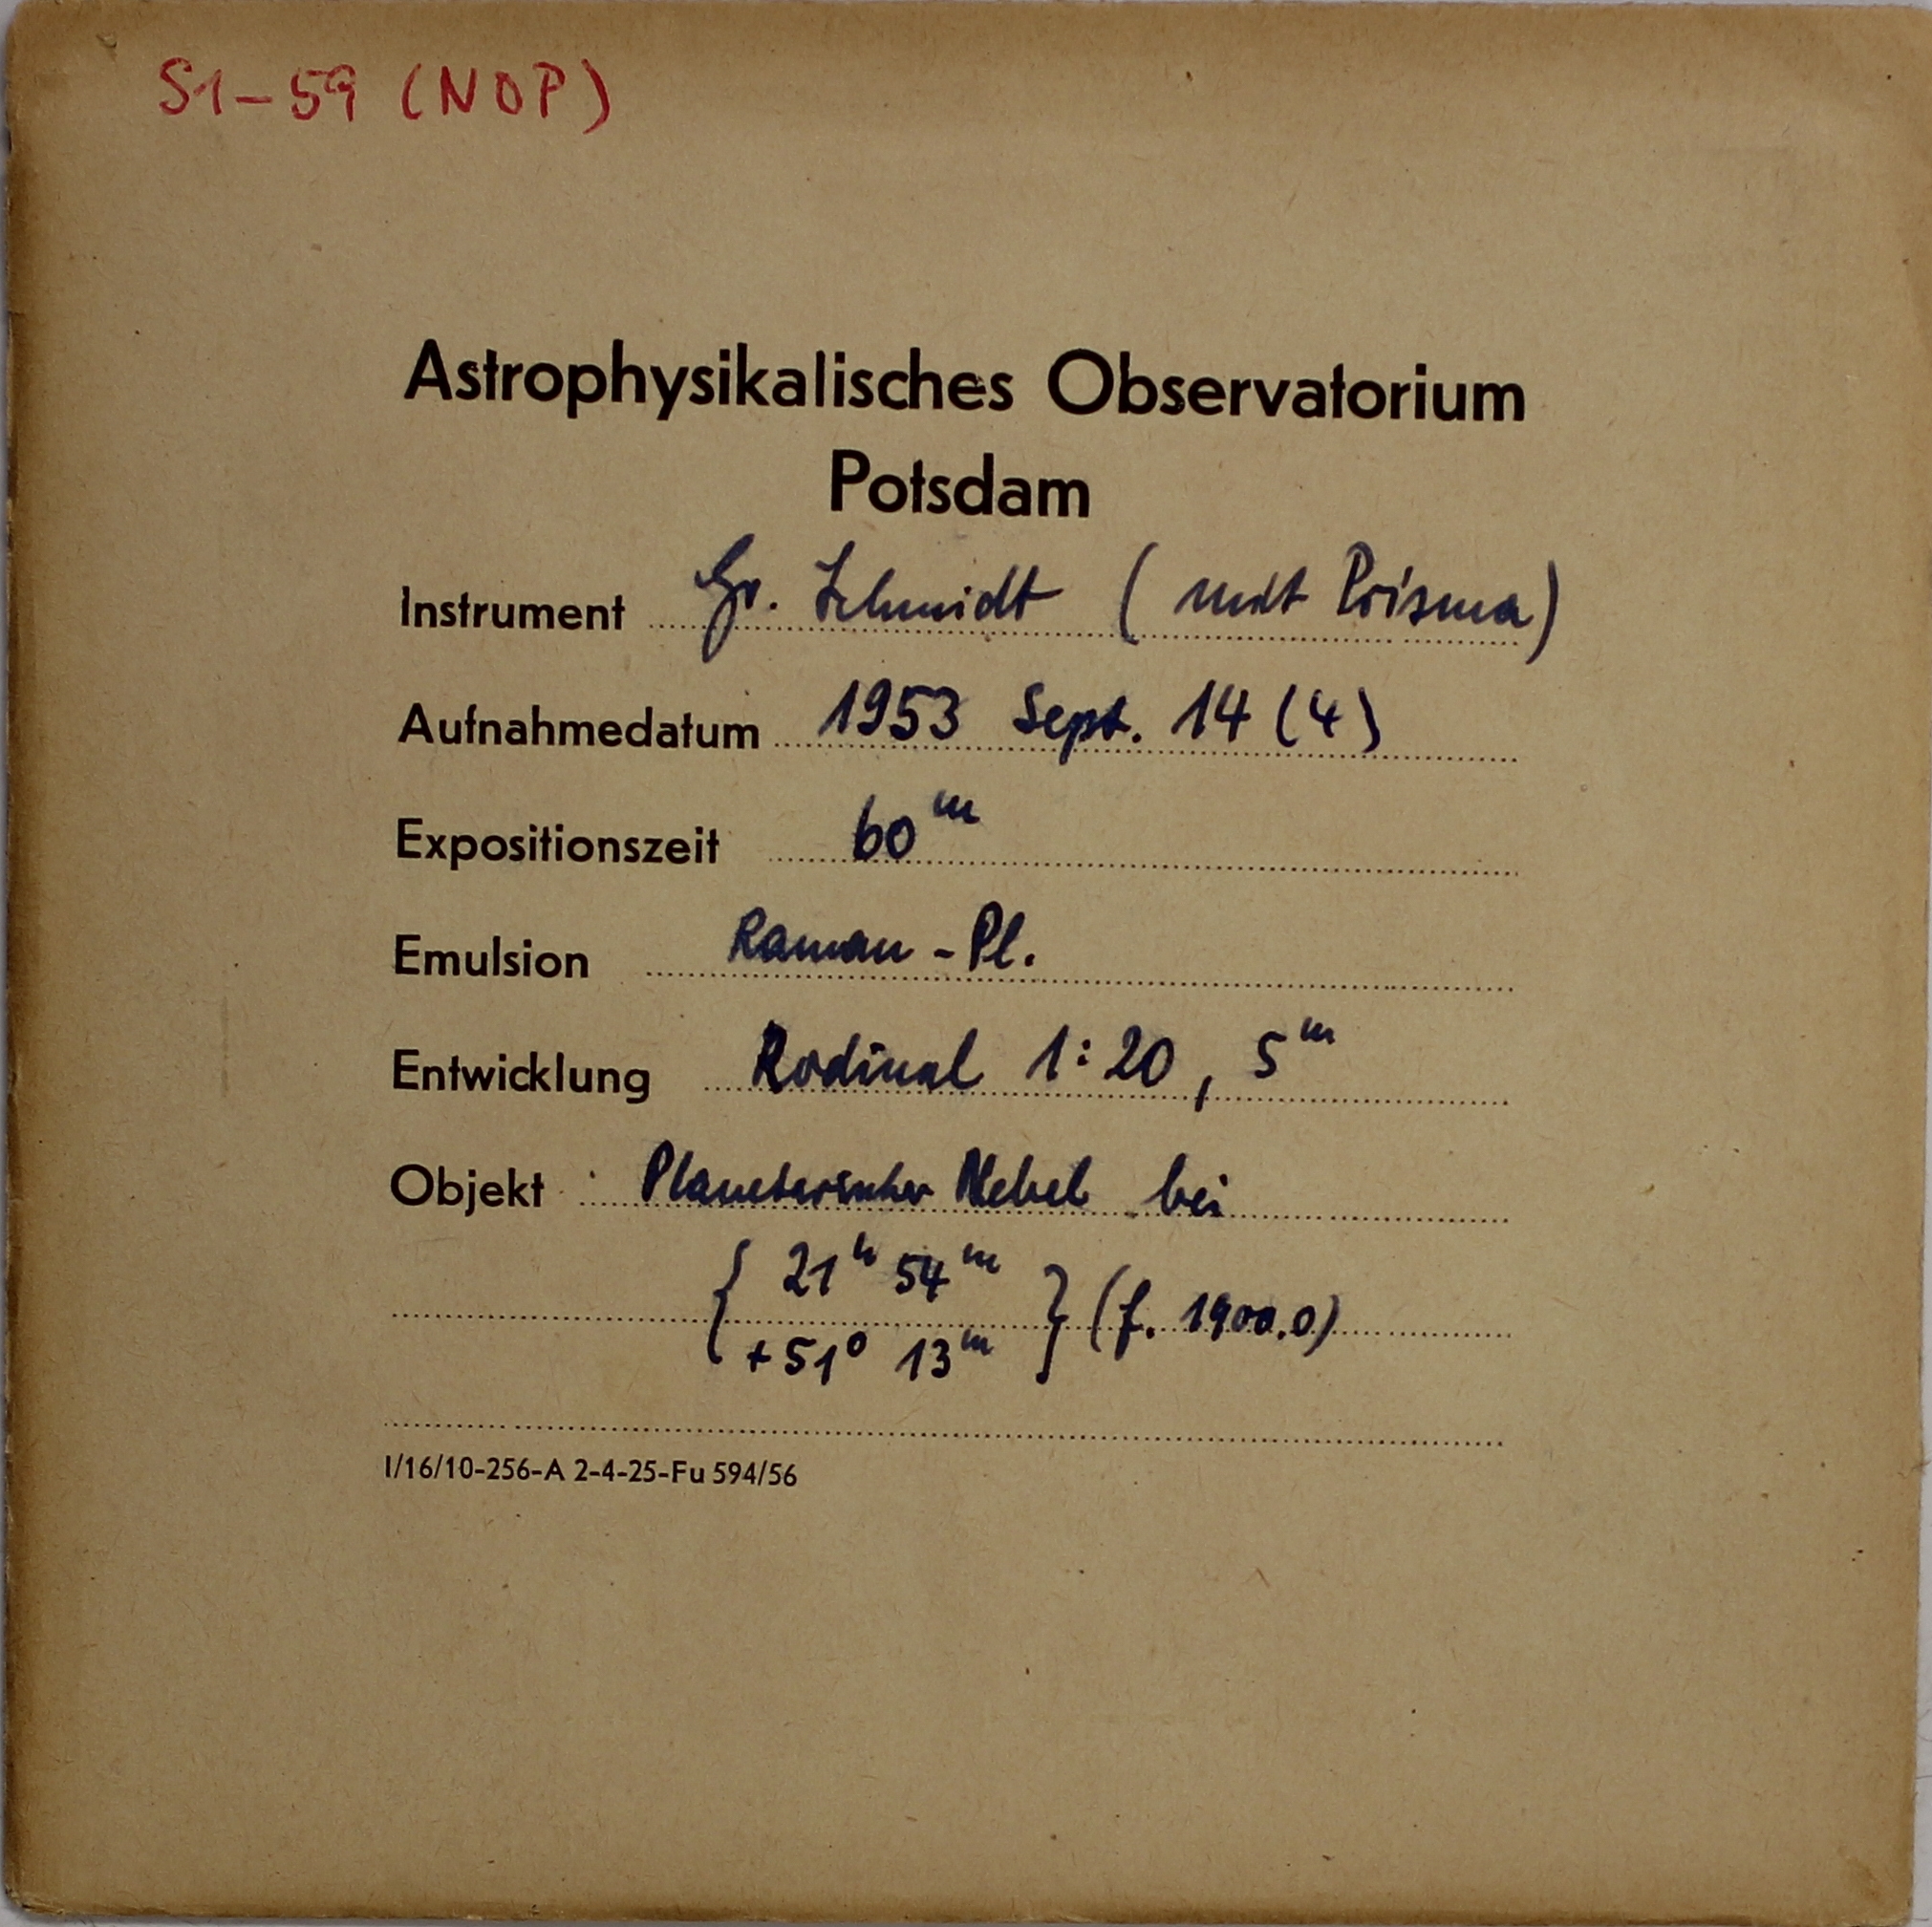 S1-59 (NOP)
Astrophysikalisches Observatorium
Potsdam
Instrument Gr. Schmidt (mit Prisma)
Aufnahmedatum 1953 Sept. 14 (4)
Expositionszeit 60ᵐ
Emulsion Raman-Pl.
Entwicklung Rodinal 1:20, 5ᵐ
Objekt Planetarischer Nebel bei
{ 21ʰ 54ᵐ
+51⁰ 13ᵐ } (f. 1900.0)
I/16/10-256-A 2-4-25-Fu 594/56